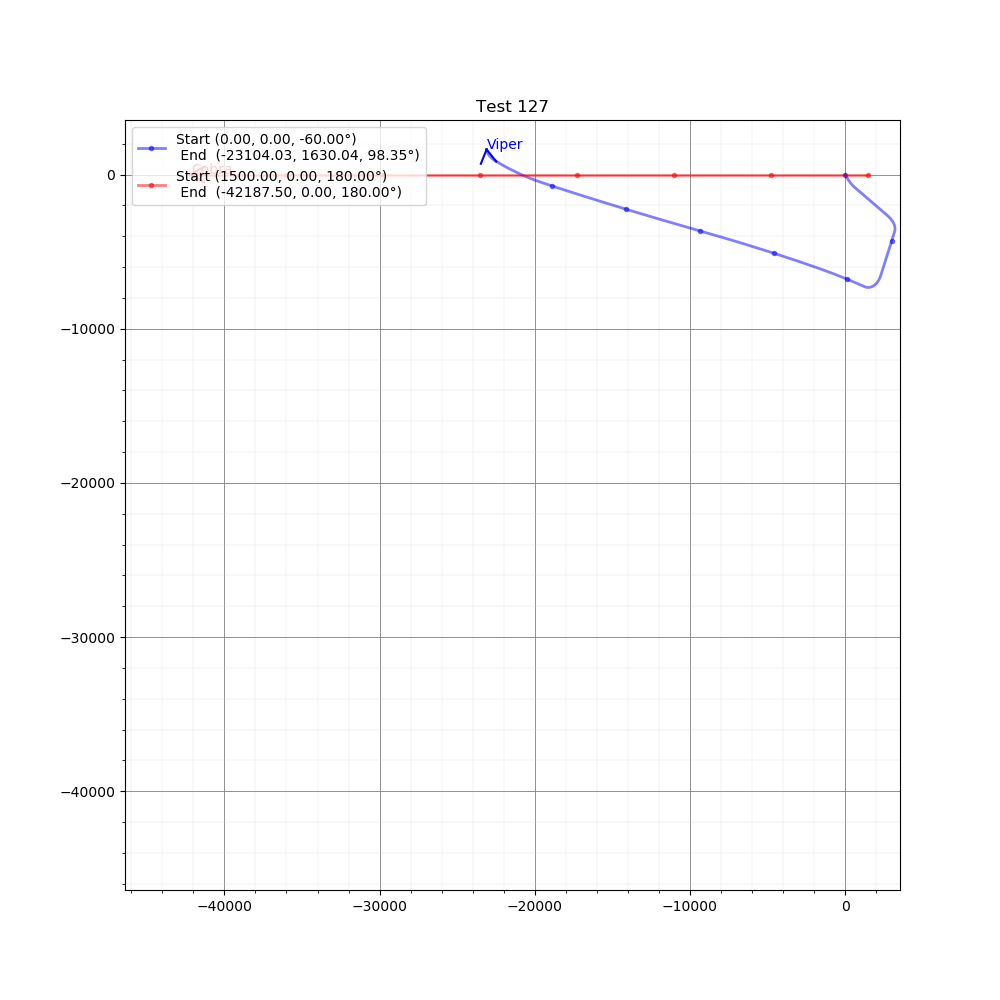 Test 127
Start (0.00, 0.00, -60.00°)
End (-23104.03, 1630.04, 98.35°)
Start (1500.00, 0.00, 180.00°)
End (-42187.50, 0.00, 180.00°)
Viper
0
−10000
−20000
−30000
−40000
−40000
−30000
−20000
−10000
0